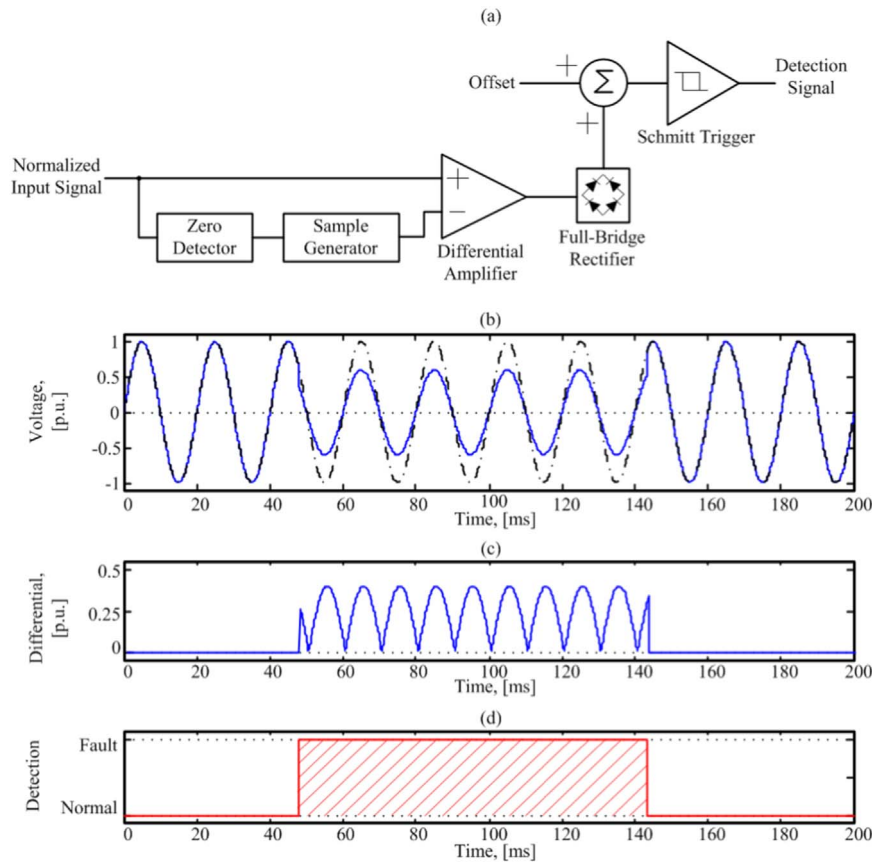 (a)
Offset
+
Σ
+
Detection
Signal
Schmitt Trigger
Normalized
Input Signal
+
−
Zero
Detector
Sample
Generator
Differential
Amplifier
Full-Bridge
Rectifier
(b)
Voltage,
[p.u.]
1
0.5
0
-0.5
-1
0 20 40 60 80 100 120 140 160 180 200
Time, [ms]
(c)
Differential,
[p.u.]
0.5
0.25
0
0 20 40 60 80 100 120 140 160 180 200
Time, [ms]
(d)
Detection
Fault
Normal
0 20 40 60 80 100 120 140 160 180 200
Time, [ms]